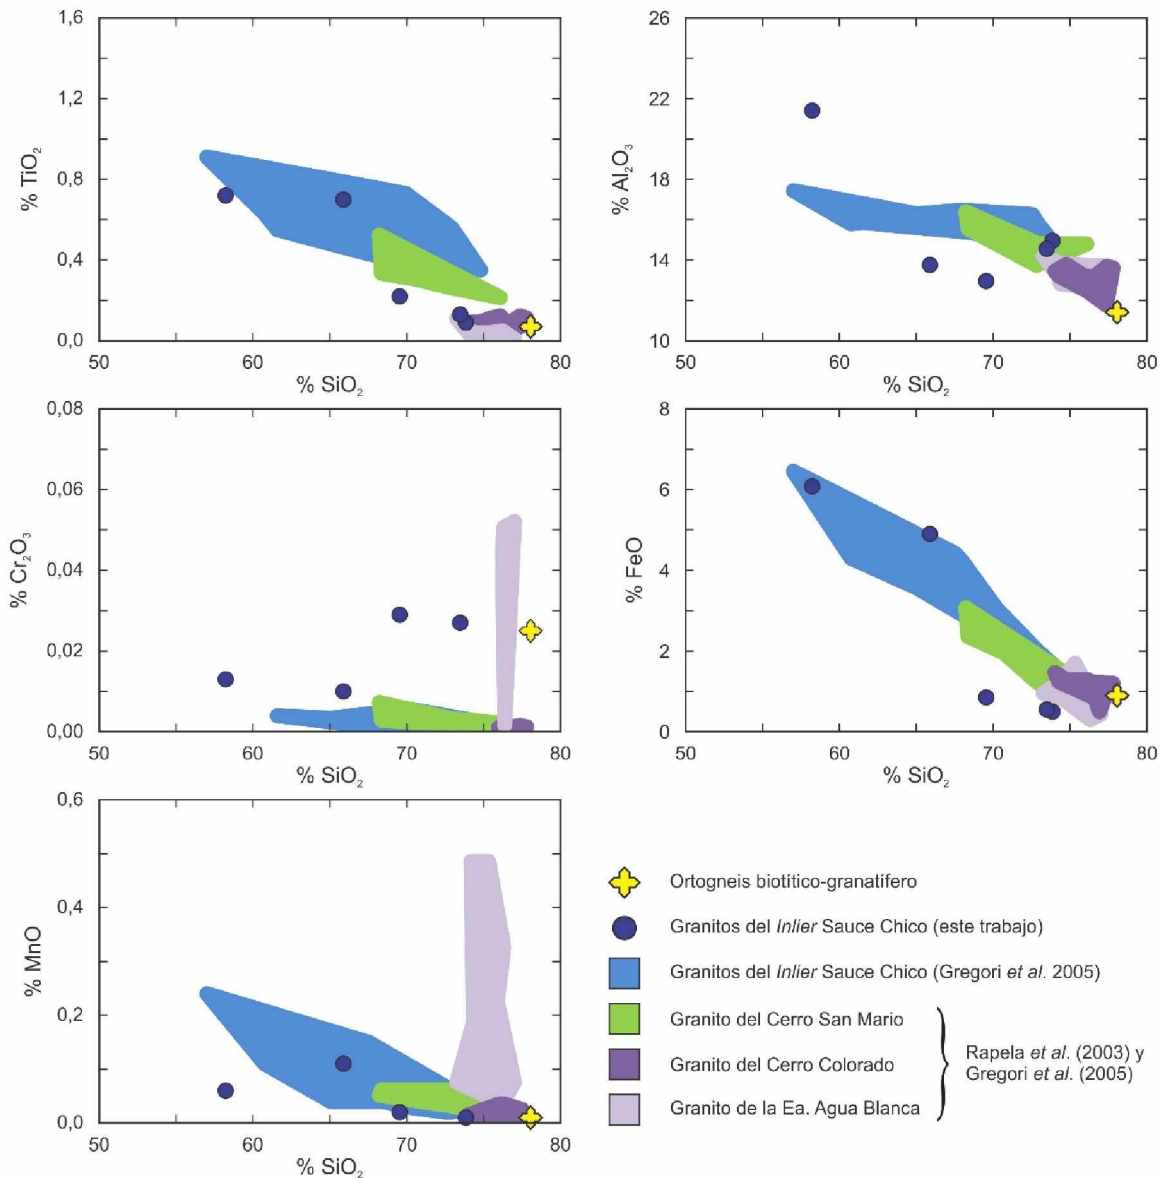 1,6
1,2
0,8
0,4
0,0
% TiO2
50 60 70 80
% SiO2
26
22
18
14
10
% Al2O3
50 60 70 80
% SiO2
0,08
0,06
0,04
0,02
0,00
% Cr2O3
50 60 70 80
% SiO2
8
6
4
2
0
% FeO
50 60 70 80
% SiO2
0,6
0,4
0,2
0,0
% MnO
50 60 70 80
% SiO2
Ortogneis biotítico-granatífero
Granitos del Inlier Sauce Chico (este trabajo)
Granitos del Inlier Sauce Chico (Gregori et al. 2005)
Granito del Cerro San Mario
Granito del Cerro Colorado
Granito de la Ea. Agua Blanca
Rapela et al. (2003) y
Gregori et al. (2005)